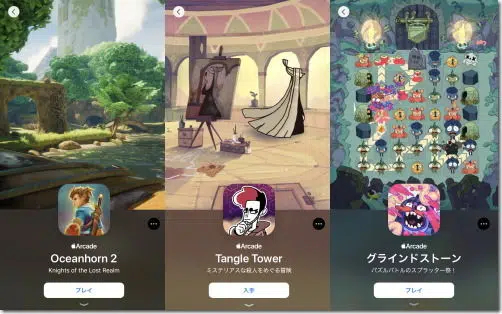 Arcade
Oceanhorn 2
Knights of the Lost Realm
プレイ
Arcade
Tangle Tower
ミステリアスな殺人をめぐる冒険
入手
Arcade
グラインドストーン
パズルバトルのスプラッター祭！
プレイ